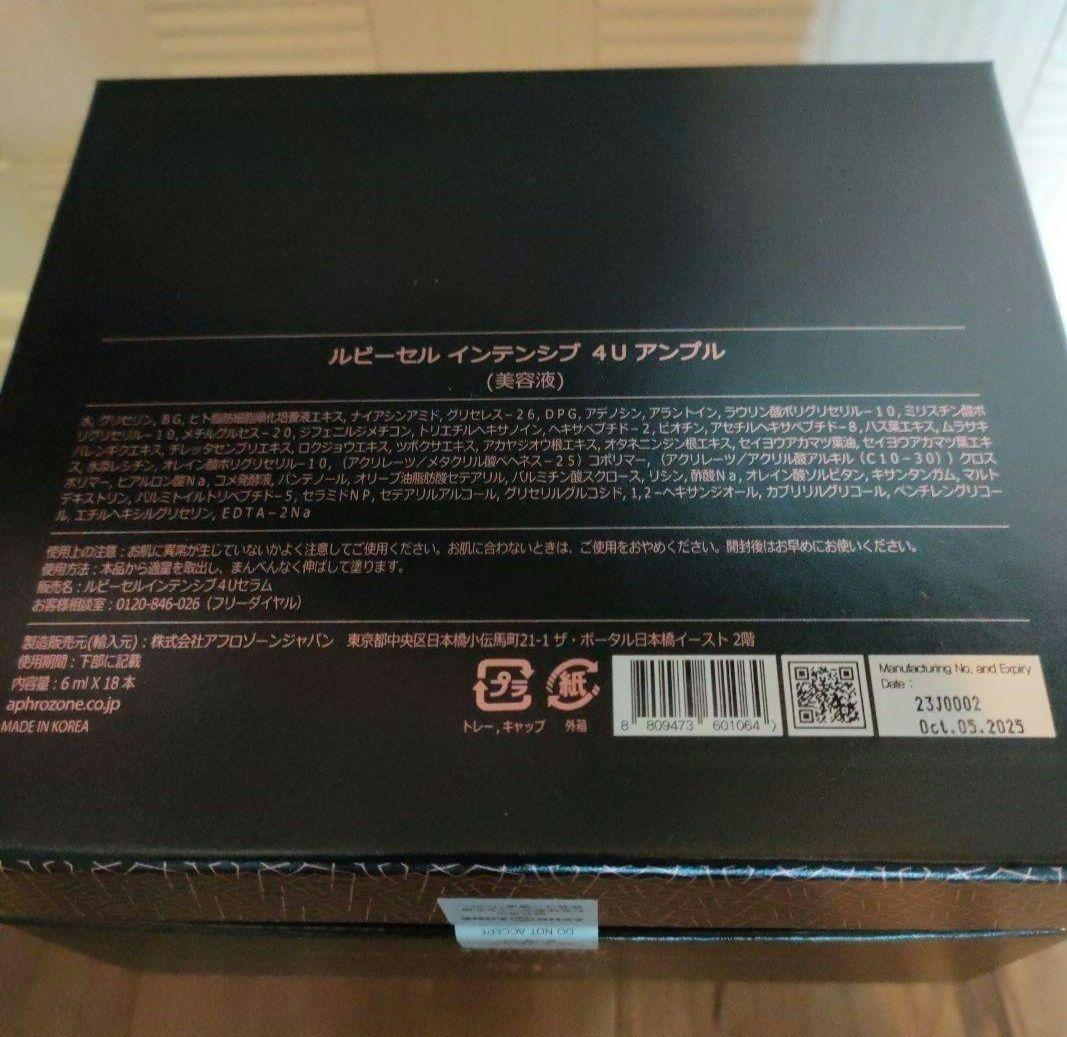 ルビーセル インテンシブ 4U アンプル
(美容液)
水, グリセリン, BG, ヒト脂肪細胞順化培養液エキス, ナイアシンアミド, グリセレス-26, DPG, アデノシン, アラントイン, ラウリン酸ポリグリセリル-10, ミリスチン酸ポ
リグリセリル-10, メチルグルセス-20, ジフェニルジメチコン, トリエチルヘキサノイン, ヘキサペプチド-2, ビオチン, アセチルヘキサペプチド-8, ハス葉エキス, ムラサキ
バレンギクエキス, チレッタセンブリエキス, ロクジョウエキス, ツボクサエキス, アカヤジオウ根エキス, オタネニンジン根エキス, セイヨウアカマツ葉油, セイヨウアカマツ葉エキ
ス, 水添レシチン, オレイン酸ポリグリセリル-10, (アクリレーツ/メタクリル酸ベヘネス-25) コポリマー, (アクリレーツ/アクリル酸アルキル (C10-30)) クロス
ポリマー, ヒアルロン酸Na, コメ発酵液, パンテノール, オリーブ油脂肪酸セテアリル, パルミチン酸スクロース, リシン, 酢酸Na, オレイン酸ソルビタン, キサンタンガム, マルト
デキストリン, パルミトイルトリペプチド-5, セラミドNP, セテアリルアルコール, グリセリルグルコシド, 1,2-ヘキサンジオール, カプリリルグリコール, ペンチレングリコー
ル, エチルヘキシルグリセリン, EDTA-2Na
使用上の注意 : お肌に異常が生じていないかよく注意してご使用ください。お肌に合わないときは、ご使用をおやめください。開封後はお早めにお使いください。
使用方法 : 本品から適量を取出し、まんべんなく伸ばして塗ります。
販売名 : ルビーセルインテンシブ4Uセラム
お客様相談室 : 0120-846-026 (フリーダイヤル)
製造販売元(輸入元) : 株式会社アフロゾーンジャパン 東京都中央区日本橋小伝馬町21-1 ザ・ポータル日本橋イースト 2階
使用期間 : 下部に記載
内容量 : 6 ml X 18 本
aphrozone.co.jp
MADE IN KOREA
プラ
トレー, キャップ
紙
外箱
8 809473 601064
Manufacturing No, and Expiry
Date :
23J0002
Oct.05.2025
DO NOT ACCEPT